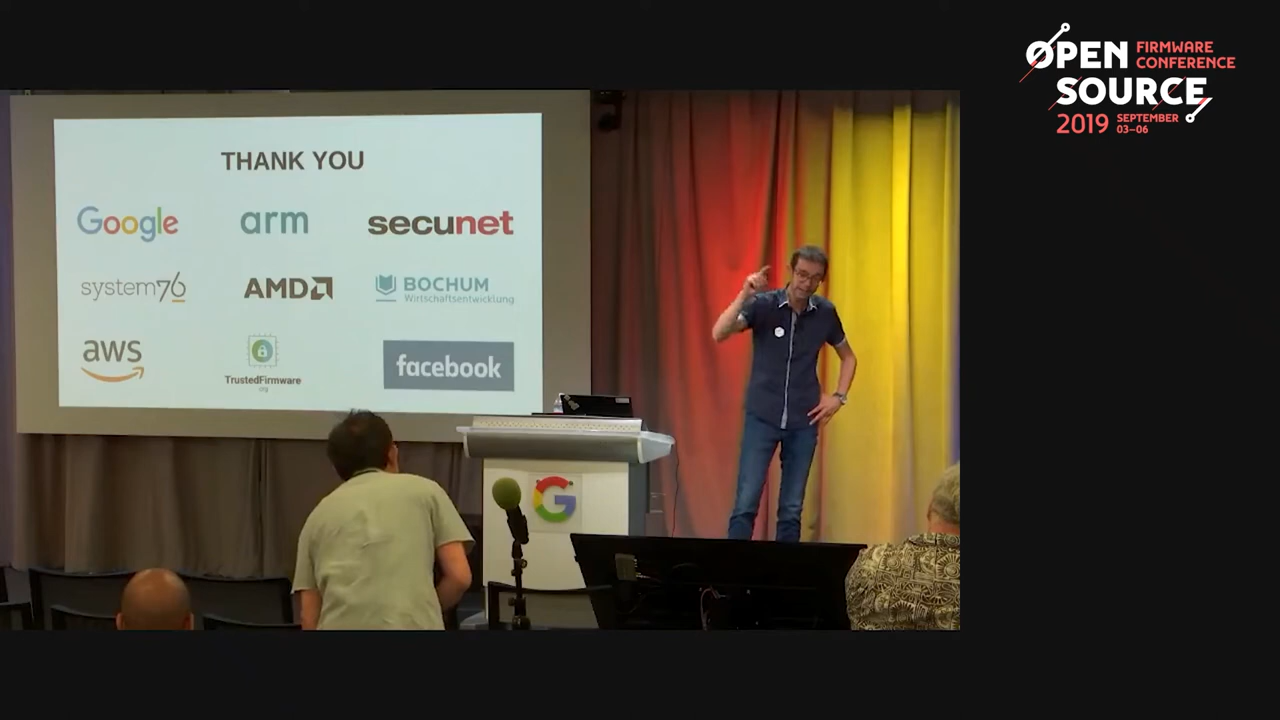 OPEN
FIRMWARE
CONFERENCE
SOURCE
2019
SEPTEMBER
03–06
THANK YOU
Google
arm
secunet
system76
AMD
BOCHUM
Wirtschaftsentwicklung
aws
TrustedFirmware
.org
facebook
G